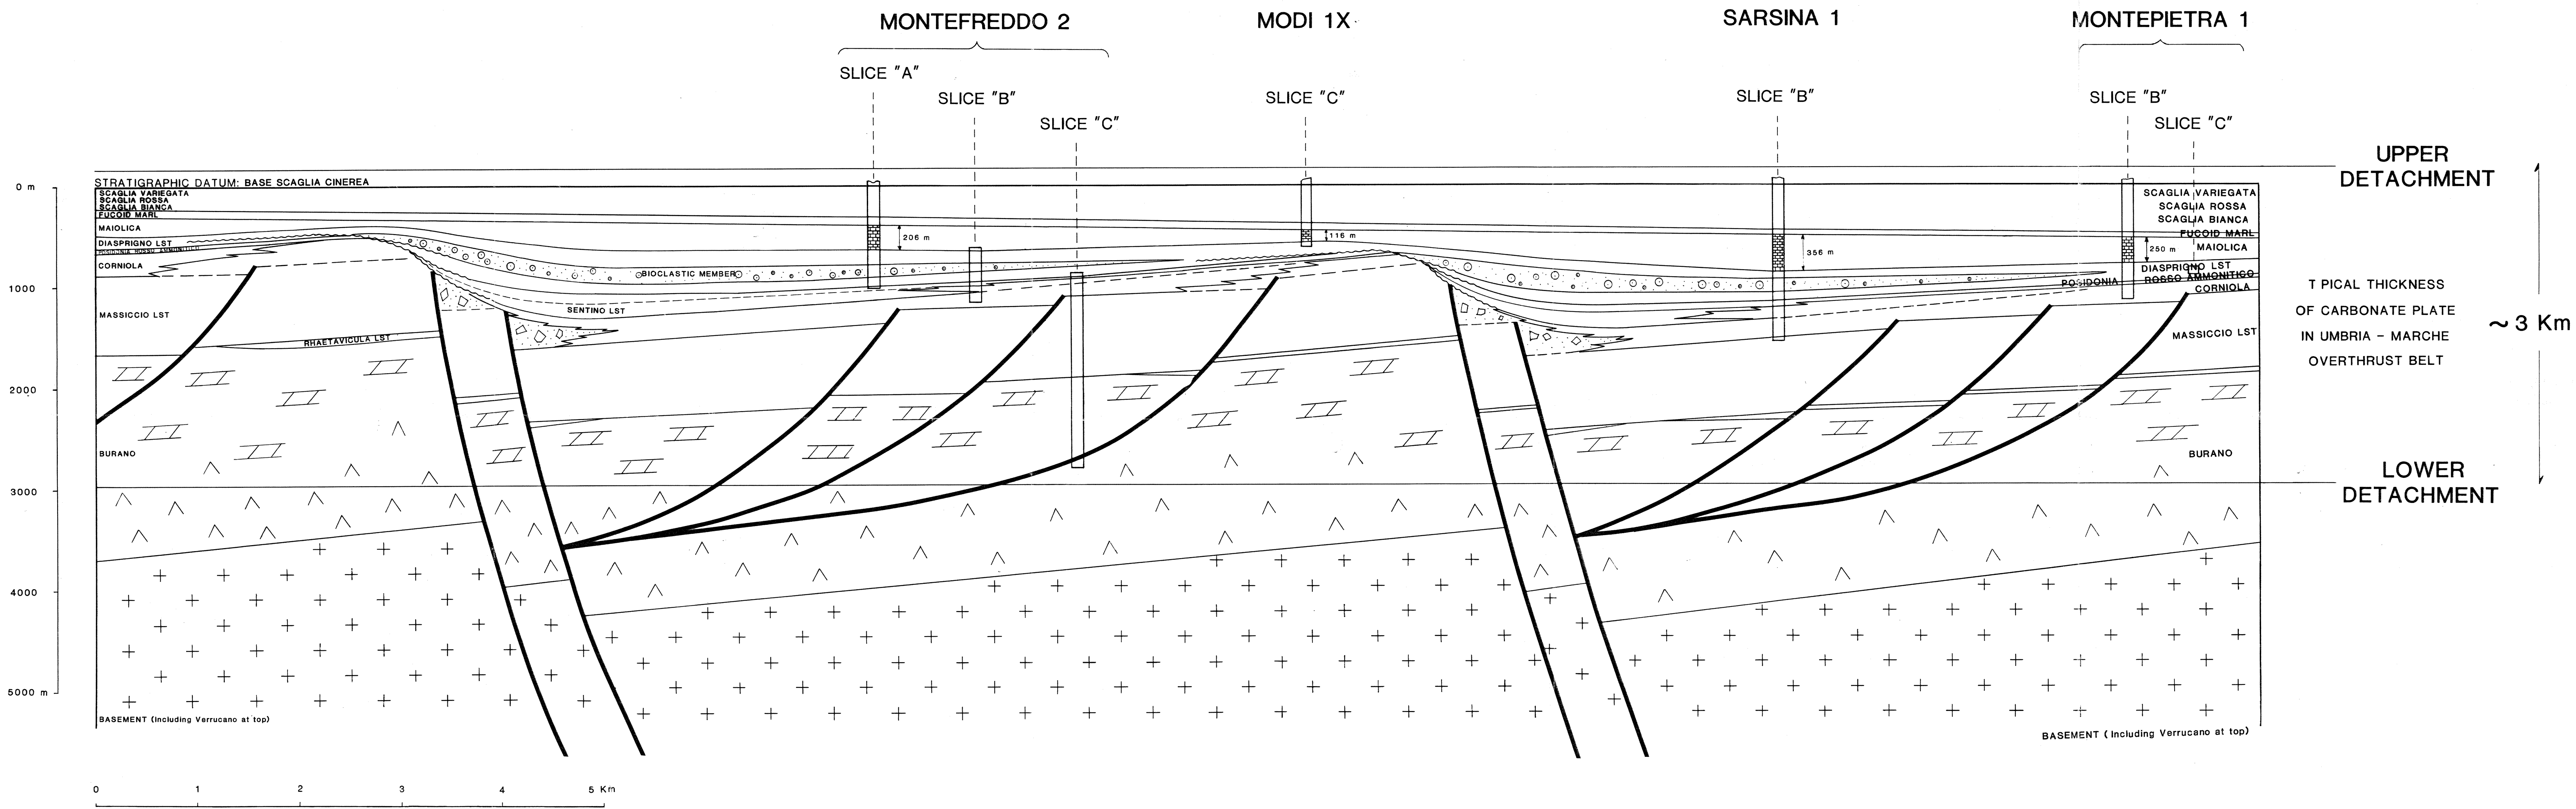 MONTEFREDDO 2
MODI 1X
SARSINA 1
MONTEPIETRA 1
SLICE "A"
SLICE "B"
SLICE "C"
SLICE "C"
SLICE "B"
SLICE "B"
SLICE "C"
UPPER
DETACHMENT
STRATIGRAPHIC DATUM: BASE SCAGLIA CINEREA
0 m
SCAGLIA VARIEGATA
SCAGLIA ROSSA
SCAGLIA BIANCA
FUCOID MARL
MAIOLICA
DIASPRIGNO LST
POSIDONIA ROSSO AMMONITICO
CORNIOLA
1000
MASSICCIO LST
RHAETAVICULA LST
2000
BURANO
3000
4000
5000 m
BASEMENT (Including Verrucano at top)
206 m
116 m
356 m
250 m
BIOCLASTIC MEMBER
SENTINO LST
SCAGLIA VARIEGATA
SCAGLIA ROSSA
SCAGLIA BIANCA
FUCOID MARL
MAIOLICA
DIASPRIGNO LST
POSIDONIA ROSSO AMMONITICO
CORNIOLA
MASSICCIO LST
BURANO
BASEMENT (Including Verrucano at top)
T PICAL THICKNESS
OF CARBONATE PLATE
IN UMBRIA - MARCHE
OVERTHRUST BELT
~ 3 Km
LOWER
DETACHMENT
0 1 2 3 4 5 Km